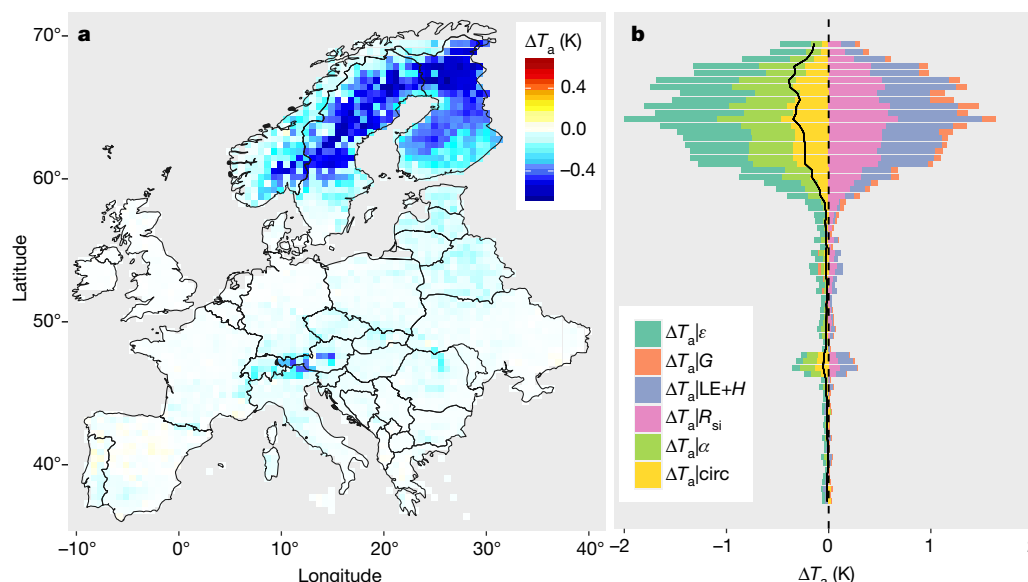 a
b
ΔTa (K)
0.4
0.0
−0.4
70°
60°
50°
40°
Latitude
−10°
0°
10°
20°
30°
40°
Longitude
ΔTa|ε
ΔTa|G
ΔTa|LE+H
ΔTa|Rsi
ΔTa|α
ΔTa|circ
−2
−1
0
1
2
ΔTa (K)